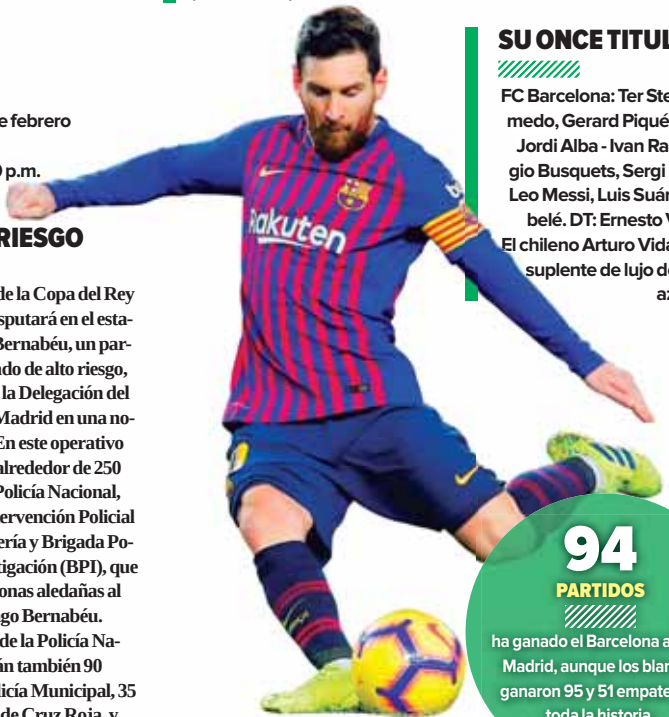 e febrero
p.m.
RIESGO
de la Copa del Rey
sputará en el esta-
Bernabéu, un par-
do de alto riesgo,
la Delegación del
Madrid en una no-
En este operativo
alrededor de 250
Policía Nacional,
ervención Policial
ería y Brigada Po-
tigación (BPI), que
onas aledañas al
go Bernabéu.
de la Policía Na-
án también 90
licía Municipal, 35
de Cruz Roja, y
Rakuten
SU ONCE TITUL
FC Barcelona: Ter Ste
medo, Gerard Piqué
Jordi Alba - Ivan Ra
gio Busquets, Sergi
Leo Messi, Luis Suár
belé. DT: Ernesto V
El chileno Arturo Vida
suplente de lujo de
az
94
PARTIDOS
ha ganado el Barcelona a
Madrid, aunque los blan
ganaron 95 y 51 empate
toda la historia